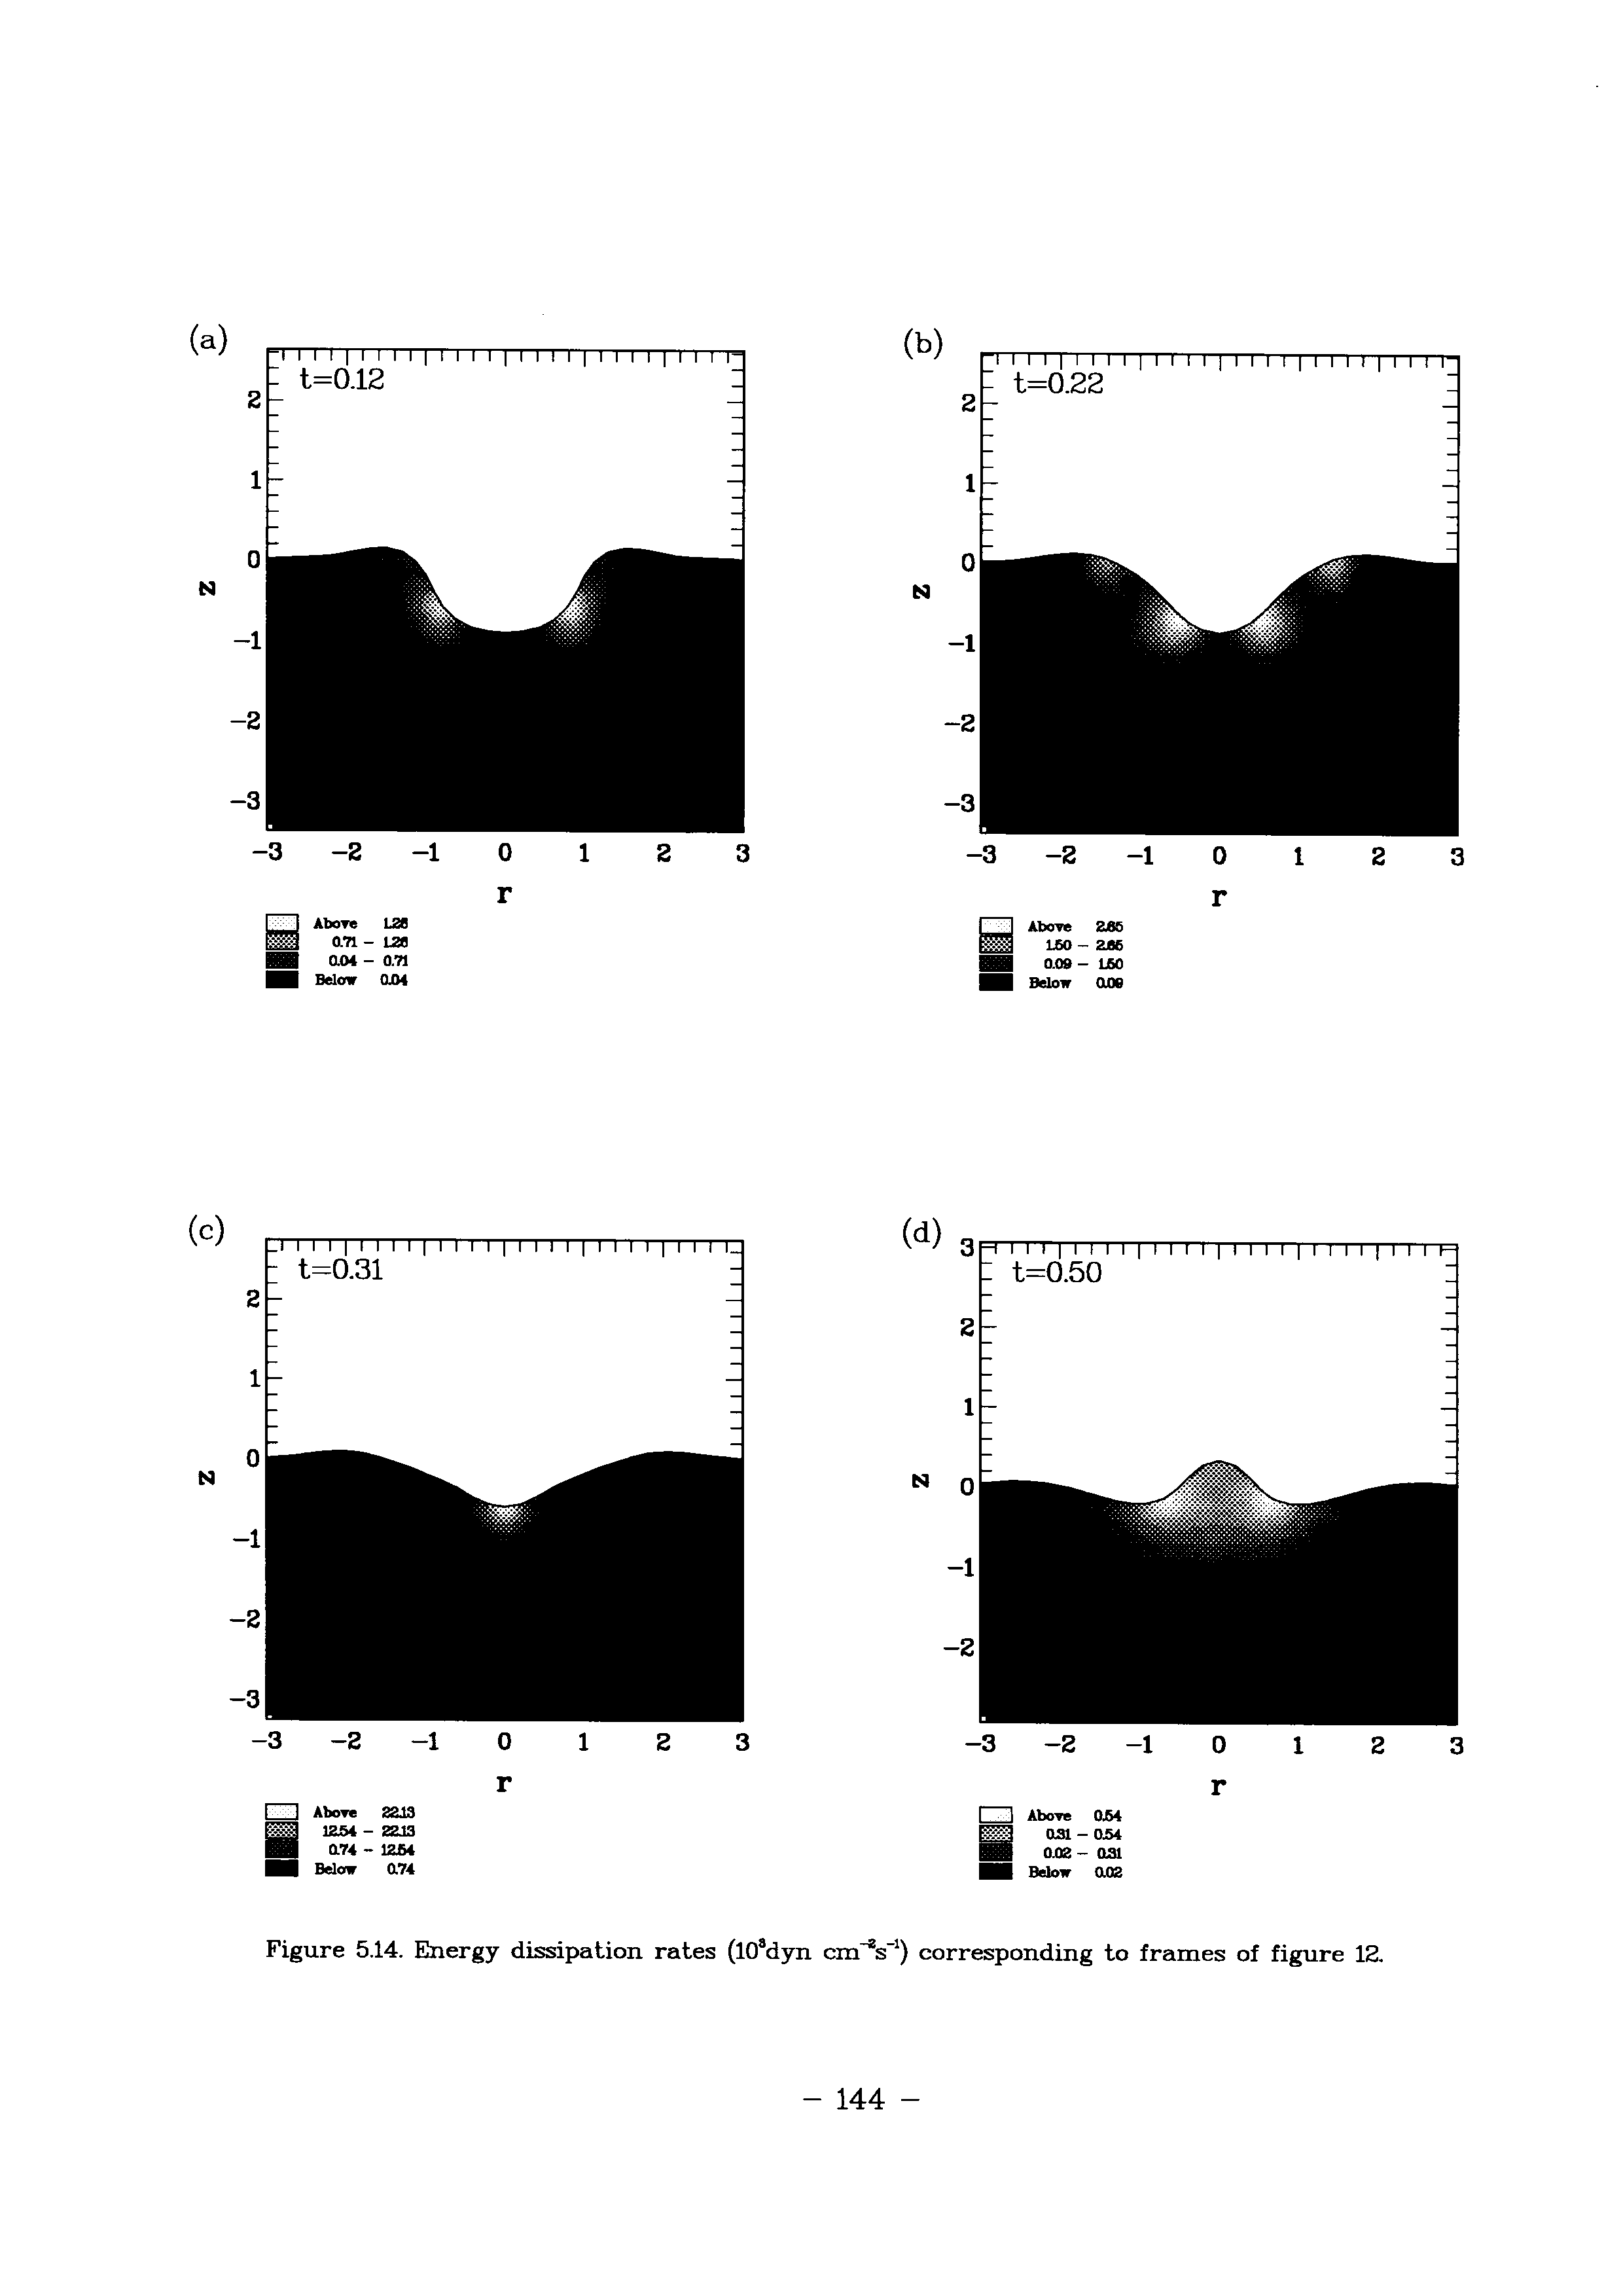 (a)
t=0.12
2
1
0
-1
-2
-3
z
-3 -2 -1 0 1 2 3
r
Above 1.26
0.71 - 1.26
0.04 - 0.71
Below 0.04
(b)
t=0.22
2
1
0
-1
-2
-3
z
-3 -2 -1 0 1 2 3
r
Above 2.65
1.50 - 2.65
0.09 - 1.50
Below 0.09
(c)
t=0.31
2
1
0
-1
-2
-3
z
-3 -2 -1 0 1 2 3
r
Above 22.13
12.54 - 22.13
0.74 - 12.54
Below 0.74
(d)
t=0.50
3
2
1
0
-1
-2
z
-3 -2 -1 0 1 2 3
r
Above 0.54
0.31 - 0.54
0.02 - 0.31
Below 0.02
Figure 5.14. Energy dissipation rates (10³dyn cm⁻²s⁻¹) corresponding to frames of figure 12.
- 144 -